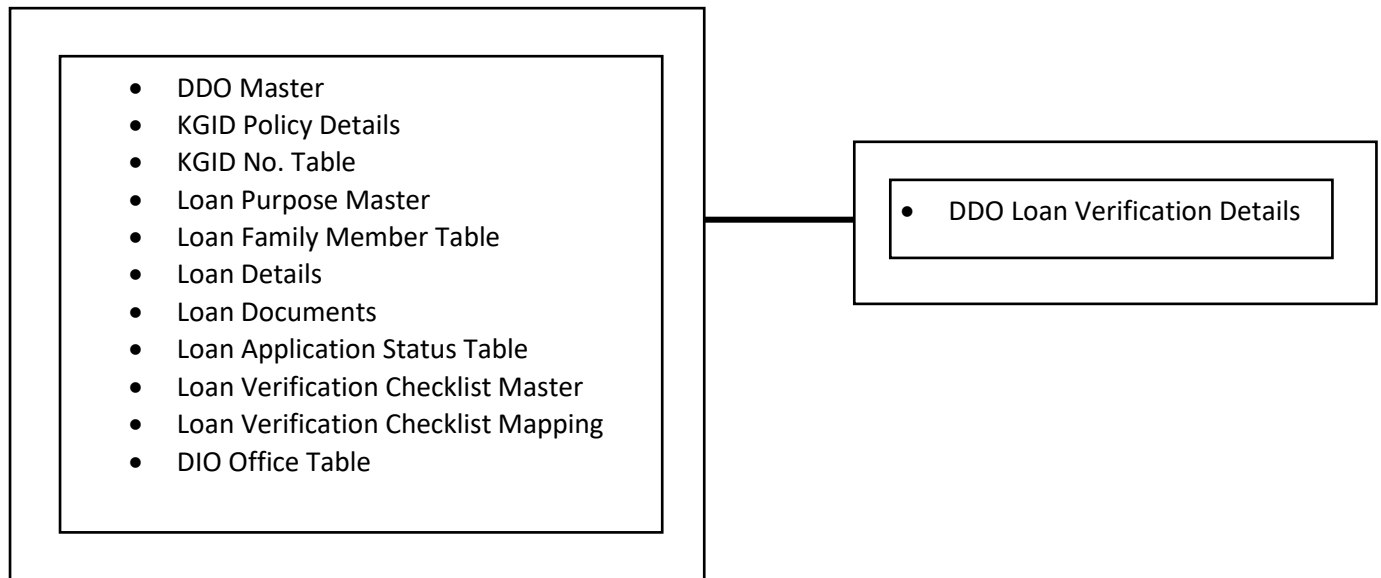 • DDO Master
• KGID Policy Details
• KGID No. Table
• Loan Purpose Master
• Loan Family Member Table
• Loan Details
• Loan Documents
• Loan Application Status Table
• Loan Verification Checklist Master
• Loan Verification Checklist Mapping
• DIO Office Table
• DDO Loan Verification Details